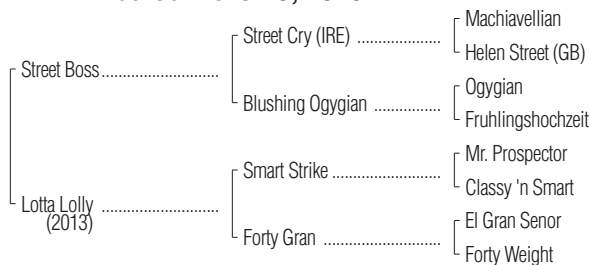 Machiavellian
Street Cry (IRE) ..................
Helen Street (GB)
Street Boss ...............................
Ogygian
Blushing Ogygian .................
Fruhlingshochzeit
Mr. Prospector
Smart Strike ...........................
Classy 'n Smart
Lotta Lolly ...............................
(2013)
El Gran Senor
Forty Gran ..............................
Forty Weight